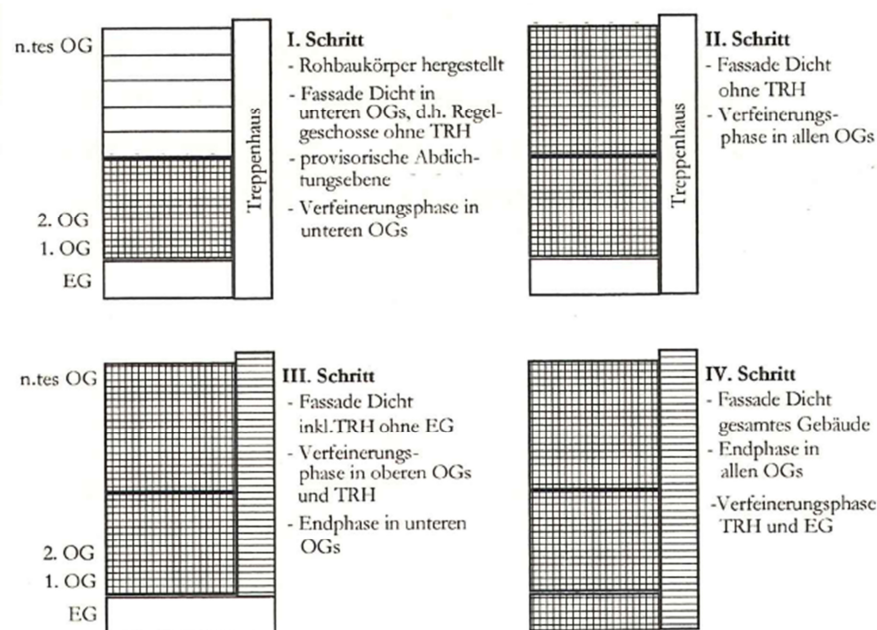 n.tes OG
2. OG
1. OG
EG
Treppenhaus
I. Schritt
- Rohbaukörper hergestellt
- Fassade Dicht in
unteren OGs, d.h. Regel-
geschosse ohne TRH
- provisorische Abdich-
tungsebene
- Verfeinerungsphase in
unteren OGs
Treppenhaus
II. Schritt
- Fassade Dicht
ohne TRH
- Verfeinerungs-
phase in allen OGs
n.tes OG
2. OG
1. OG
EG
III. Schritt
- Fassade Dicht
inkl.TRH ohne EG
- Verfeinerungs-
phase in oberen OGs
und TRH
- Endphase in unteren
OGs
IV. Schritt
- Fassade Dicht
gesamtes Gebäude
- Endphase in
allen OGs
-Verfeinerungsphase
TRH und EG